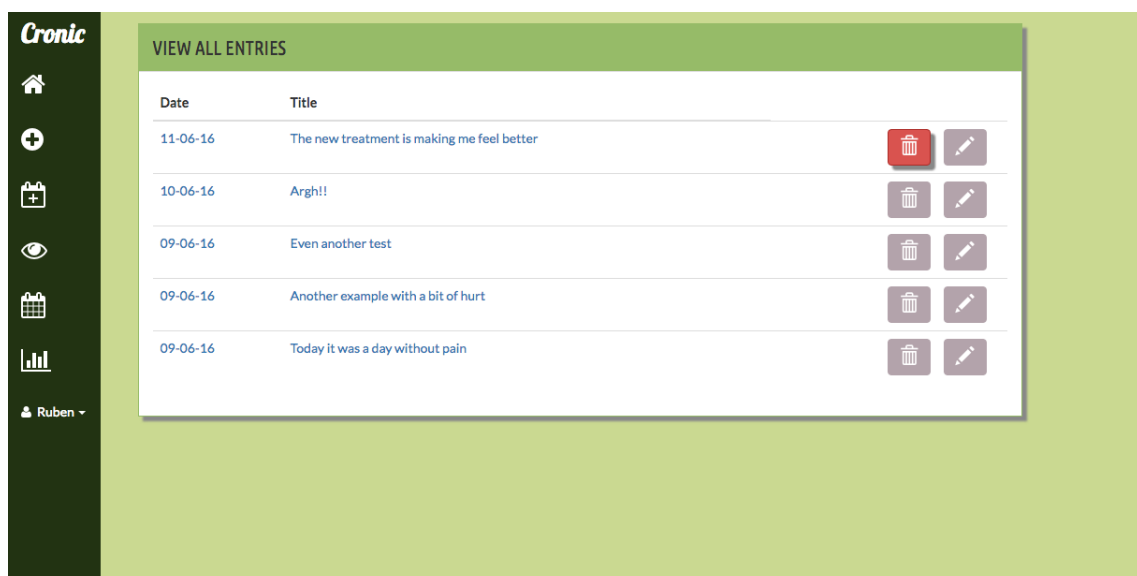 Cronic
VIEW ALL ENTRIES
Date Title
11-06-16 The new treatment is making me feel better
10-06-16 Argh!!
09-06-16 Even another test
09-06-16 Another example with a bit of hurt
09-06-16 Today it was a day without pain
Ruben